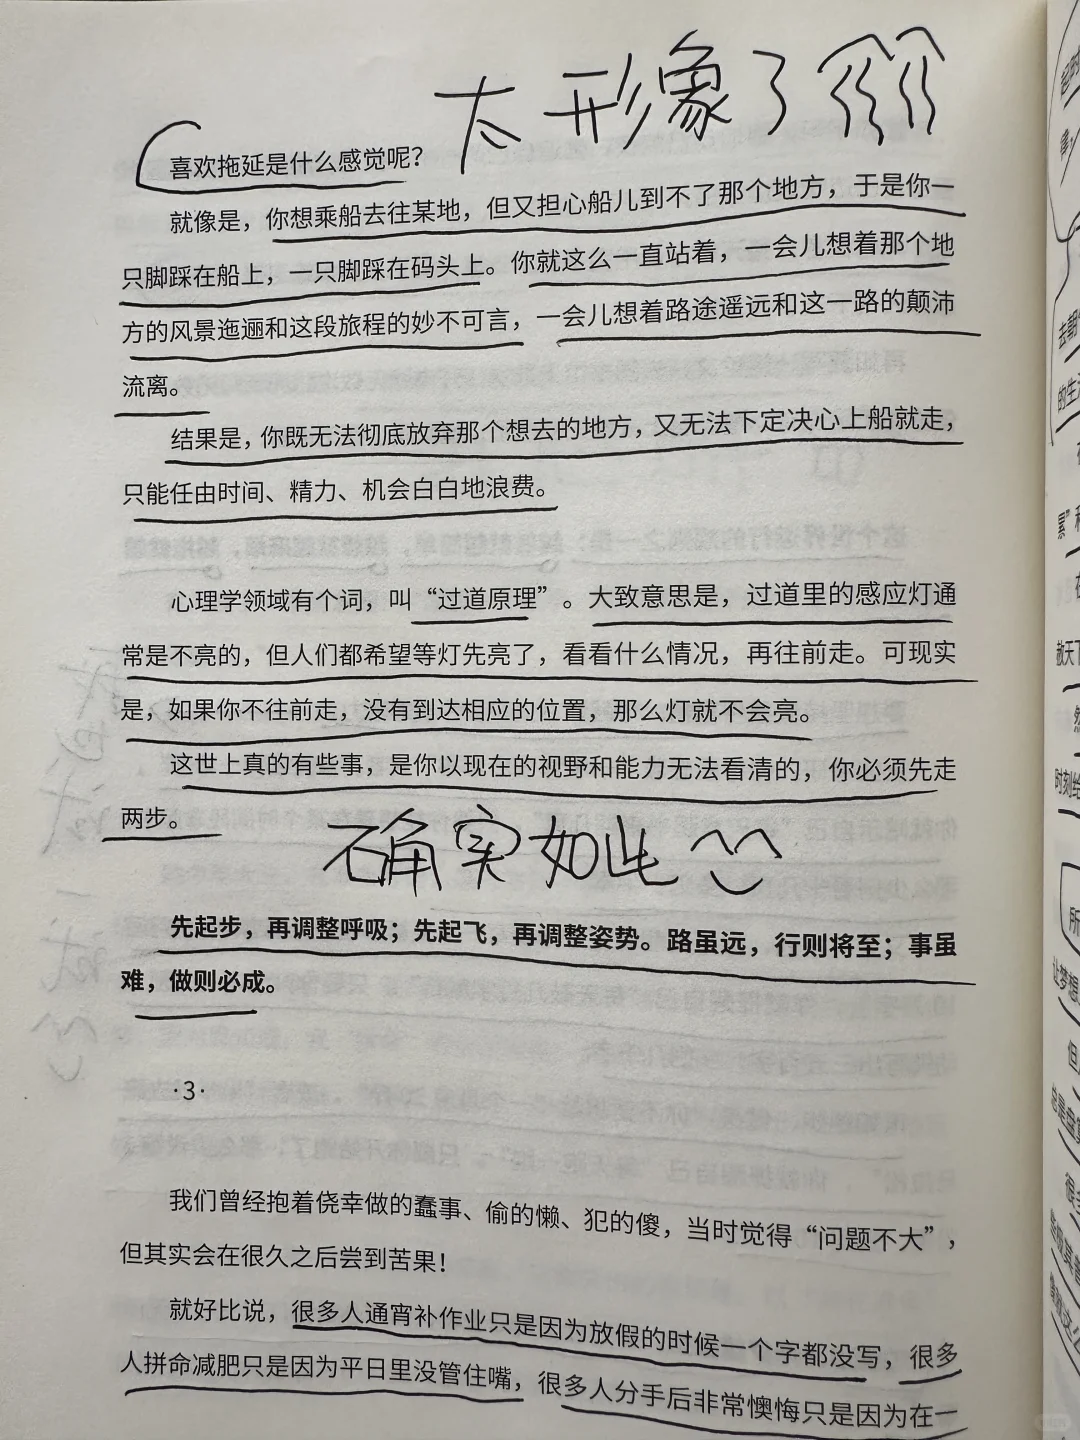 太形象了
喜欢拖延是什么感觉呢？
就像是，你想乘船去往某地，但又担心船儿到不了那个地方，于是你一
只脚踩在船上，一只脚踩在码头上。你就这么一直站着，一会儿想着那个地
方的风景迤逦和这段旅程的妙不可言，一会儿想着路途遥远和这一路的颠沛
流离。
结果是，你既无法彻底放弃那个想去的地方，又无法下定决心上船就走，
只能任由时间、精力、机会白白地浪费。
心理学领域有个词，叫“过道原理”。大致意思是，过道里的感应灯通
常是不亮的，但人们都希望等灯先亮了，看看什么情况，再往前走。可现实
是，如果你不往前走，没有到达相应的位置，那么灯就不会亮。
这世上真的有些事，是你以现在的视野和能力无法看清的，你必须先走
两步。
确实如此
先起步，再调整呼吸；先起飞，再调整姿势。路虽远，行则将至；事虽
难，做则必成。
·3·
我们曾经抱着侥幸做的蠢事、偷的懒、犯的傻，当时觉得“问题不大”，
但其实会在很久之后尝到苦果！
就好比说，很多人通宵补作业只是因为放假的时候一个字都没写，很多
人拼命减肥只是因为平日里没管住嘴，很多人分手后非常懊悔只是因为在一